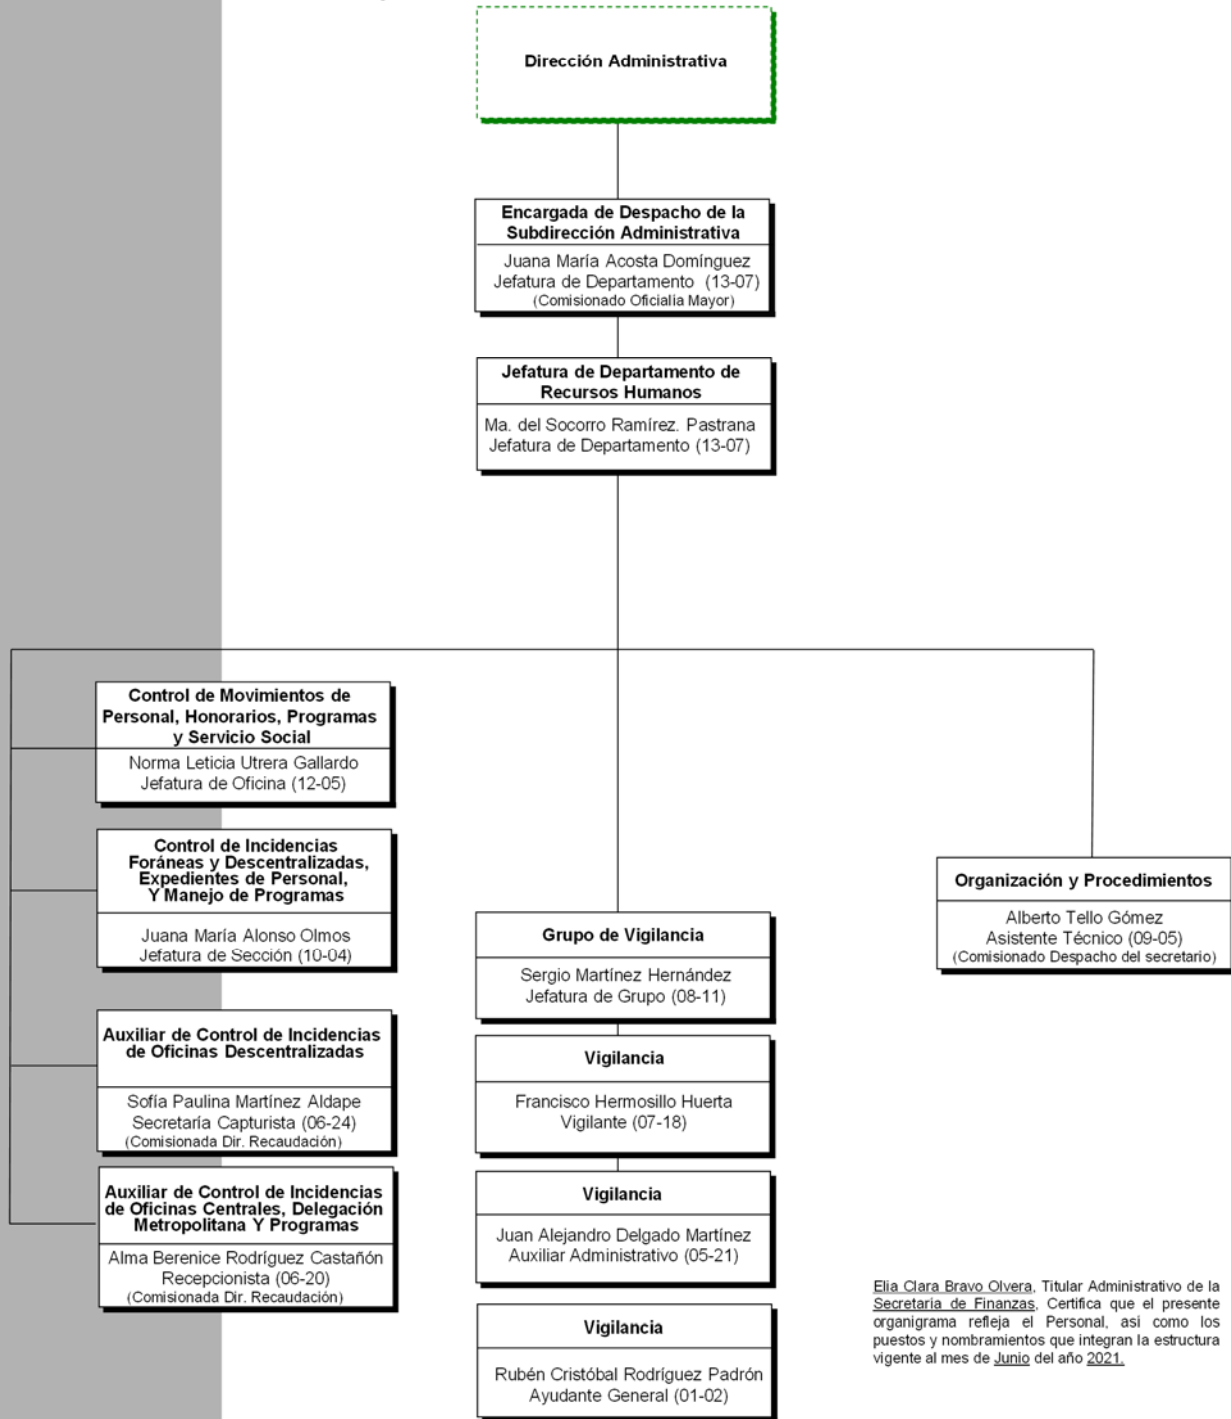 Dirección Administrativa
Encargada de Despacho de la
Subdirección Administrativa
Juana María Acosta Domínguez
Jefatura de Departamento (13-07)
(Comisionado Oficialia Mayor)
Jefatura de Departamento de
Recursos Humanos
Ma. del Socorro Ramírez. Pastrana
Jefatura de Departamento (13-07)
Control de Movimientos de
Personal, Honorarios, Programas
y Servicio Social
Norma Leticia Utrera Gallardo
Jefatura de Oficina (12-05)
Control de Incidencias
Foráneas y Descentralizadas,
Expedientes de Personal,
Y Manejo de Programas
Juana María Alonso Olmos
Jefatura de Sección (10-04)
Auxiliar de Control de Incidencias
de Oficinas Descentralizadas
Sofía Paulina Martínez Aldape
Secretaría Capturista (06-24)
(Comisionada Dir. Recaudación)
Auxiliar de Control de Incidencias
de Oficinas Centrales, Delegación
Metropolitana Y Programas
Alma Berenice Rodríguez Castañón
Recepcionista (06-20)
(Comisionada Dir. Recaudación)
Grupo de Vigilancia
Sergio Martínez Hernández
Jefatura de Grupo (08-11)
Vigilancia
Francisco Hermosillo Huerta
Vigilante (07-18)
Vigilancia
Juan Alejandro Delgado Martínez
Auxiliar Administrativo (05-21)
Vigilancia
Rubén Cristóbal Rodríguez Padrón
Ayudante General (01-02)
Organización y Procedimientos
Alberto Tello Gómez
Asistente Técnico (09-05)
(Comisionado Despacho del secretario)
Elia Clara Bravo Olvera, Titular Administrativo de la
Secretaria de Finanzas, Certifica que el presente
organigrama refleja el Personal, asi como los
puestos y nombramientos que integran la estructura
vigente al mes de Junio del año 2021.